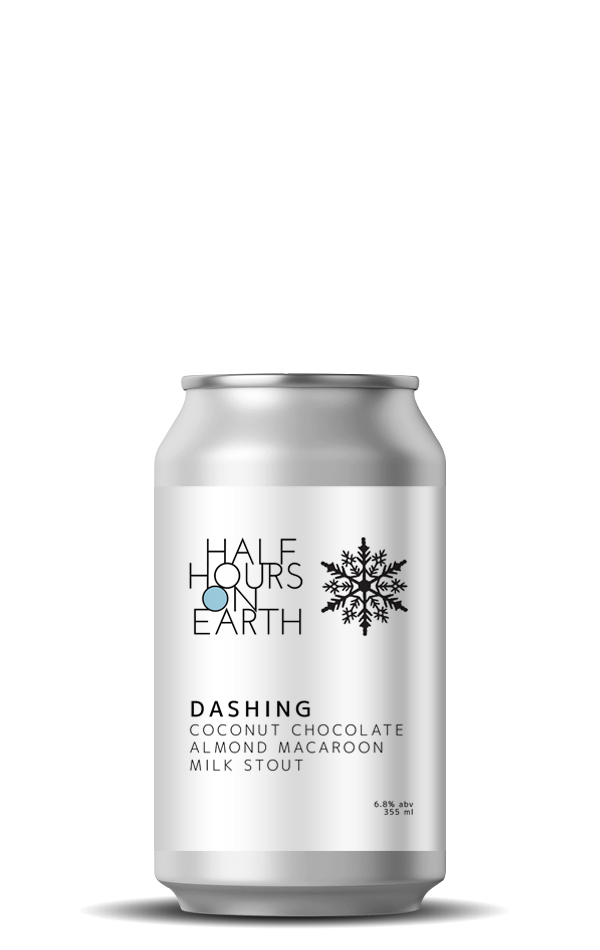 HALF
HOURS
ON
EARTH
DASHING
COCONUT CHOCOLATE
ALMOND MACAROON
MILK STOUT
6.8% abv
355 ml